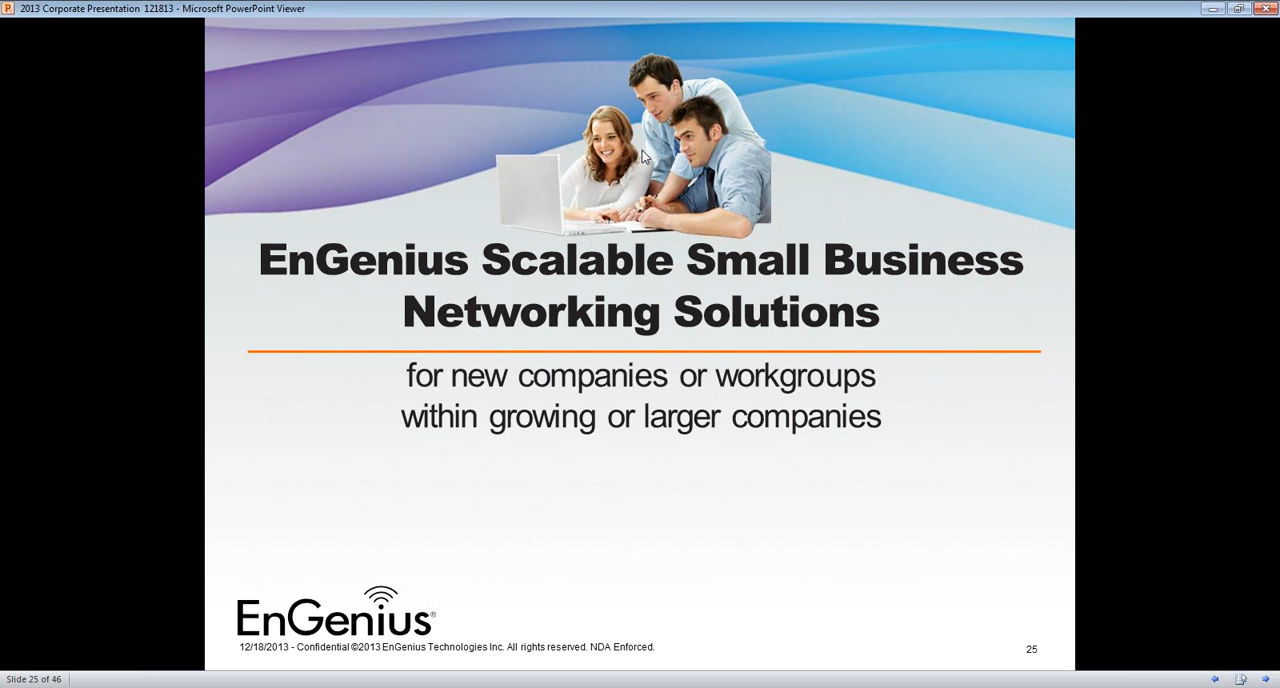 2013 Corporate Presentation 121813 - Microsoft PowerPoint Viewer
EnGenius Scalable Small Business
Networking Solutions
for new companies or workgroups
within growing or larger companies
EnGenius®
12/18/2013 - Confidential ©2013 EnGenius Technologies Inc. All rights reserved. NDA Enforced.
25
Slide 25 of 46